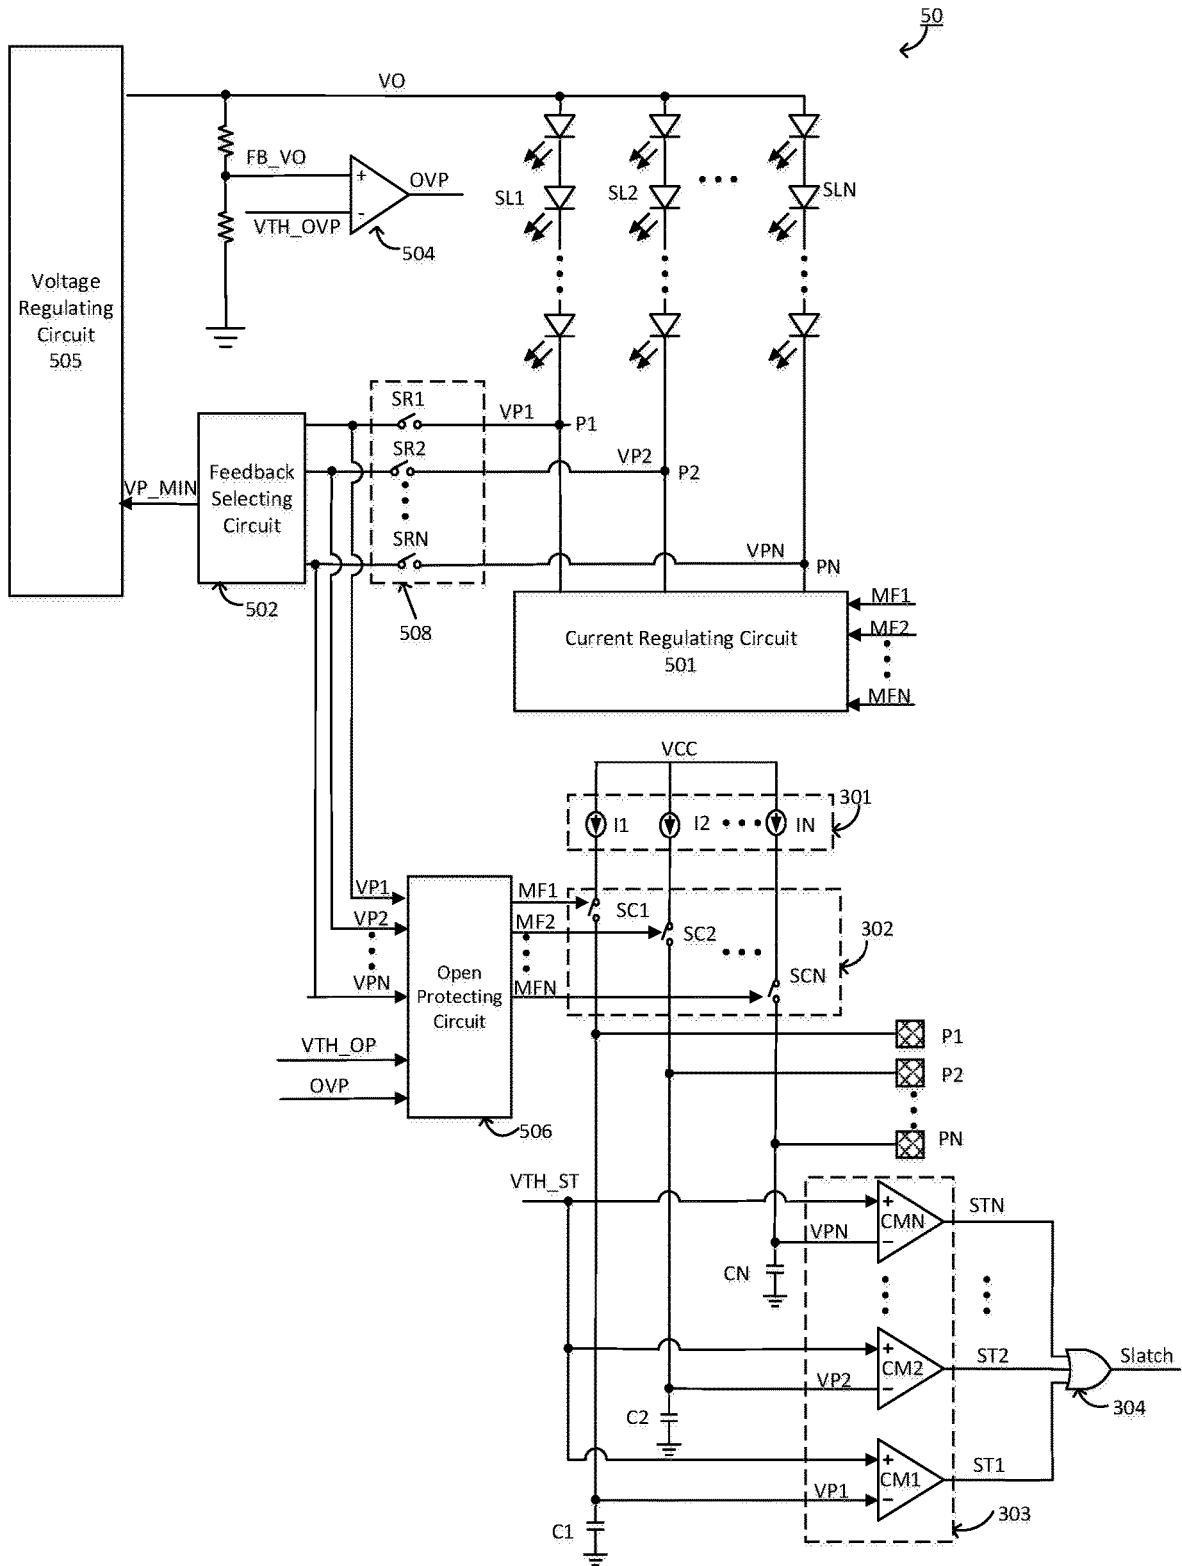 50
VO
FB_VO
+
OVP
-
VTH_OVP
504
SL1
SL2
SLN
Voltage
Regulating
Circuit
505
SR1
VP1
P1
SR2
VP2
P2
VP_MIN
Feedback
Selecting
Circuit
SRN
VPN
PN
502
508
MF1
MF2
MFN
Current Regulating Circuit
501
VCC
301
I1
I2
IN
VP1
MF1
SC1
VP2
MF2
SC2
302
VPN
MFN
SCN
Open
Protecting
Circuit
P1
VTH_OP
P2
OVP
506
PN
VTH_ST
+
CMN
-
STN
VPN
CN
+
CM2
-
ST2
Slatch
VP2
C2
304
+
CM1
-
ST1
VP1
C1
303